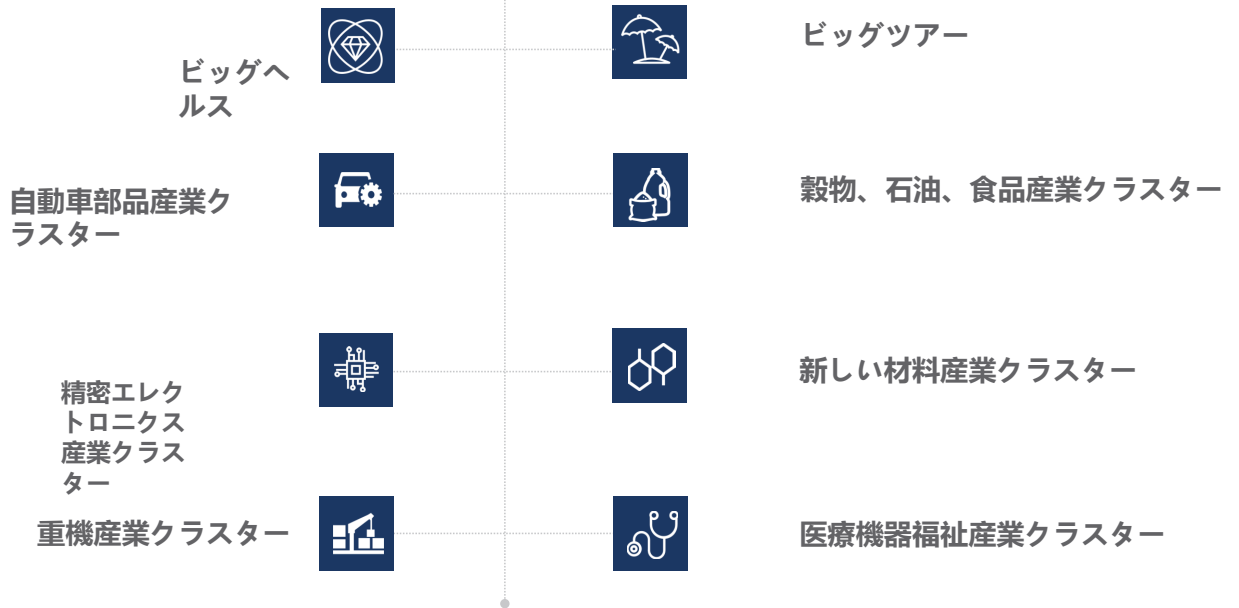 ビッグヘ
ルス
ビッグツアー
自動車部品産業ク
ラスター
穀物、石油、食品産業クラスター
精密エレク
トロニクス
産業クラス
ター
新しい材料産業クラスター
重機産業クラスター
医療機器福祉産業クラスター